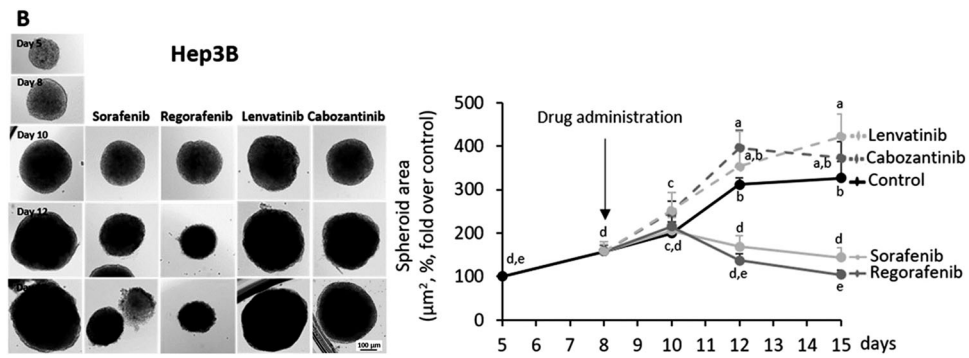 B
Hep3B
Day 5
Day 8
Sorafenib Regorafenib Lenvatinib Cabozantinib
Day 10
Day 12
100 µm
Spheroid area
(µm², %, fold over control)
500
400
300
200
100
0
5 6 7 8 9 10 11 12 13 14 15 days
Drug administration
d,e
d
c
c,d
a
a,b
b
d
d,e
a
a,b
b
d
e
Lenvatinib
Cabozantinib
Control
Sorafenib
Regorafenib